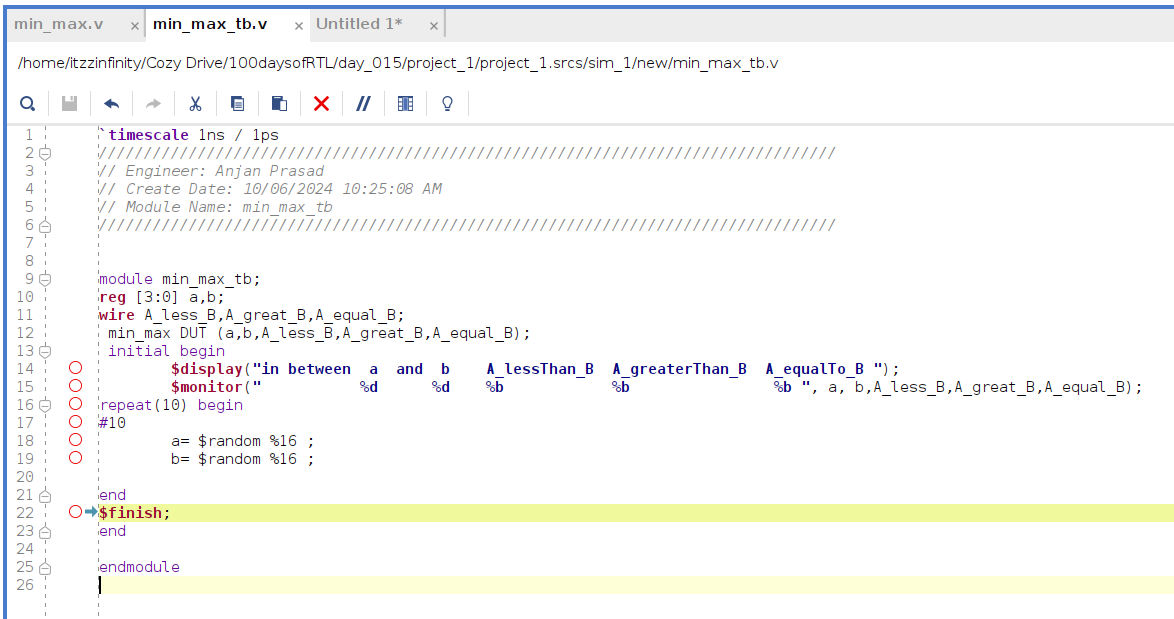 min_max.v × min_max_tb.v × Untitled 1* ×
/home/itzzinfinity/Cozy Drive/100daysofRTL/day_015/project_1/project_1.srcs/sim_1/new/min_max_tb.v
1 `timescale 1ns / 1ps
2 //////////////////////////////////////////////////////////////////////////////////
3 // Engineer: Anjan Prasad
4 // Create Date: 10/06/2024 10:25:08 AM
5 // Module Name: min_max_tb
6 //////////////////////////////////////////////////////////////////////////////////
7
8
9 module min_max_tb;
10 reg [3:0] a,b;
11 wire A_less_B,A_great_B,A_equal_B;
12 min_max DUT (a,b,A_less_B,A_great_B,A_equal_B);
13 initial begin
14 $display("in between  a  and  b    A_lessThan_B  A_greaterThan_B  A_equalTo_B ");
15 $monitor("           %d      %d    %b            %b                %b ", a, b,A_less_B,A_great_B,A_equal_B);
16 repeat(10) begin
17 #10
18 a= $random %16 ;
19 b= $random %16 ;
20
21 end
22 $finish;
23 end
24
25 endmodule
26